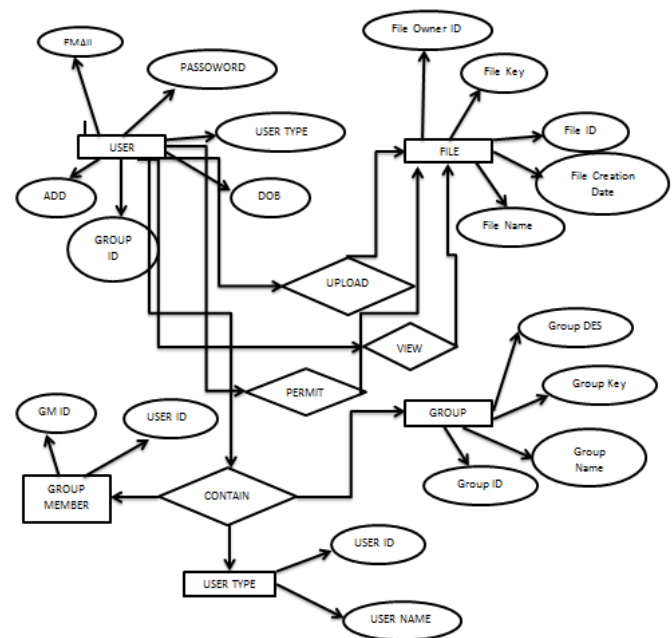 EMAIL
PASSOWORD
USER TYPE
USER
ADD
DOB
GROUP
ID
File Owner ID
File Key
File ID
FILE
File Creation
Date
File Name
UPLOAD
VIEW
PERMIT
Group DES
Group Key
GROUP
Group
Name
Group ID
GM ID
USER ID
GROUP
MEMBER
CONTAIN
USER ID
USER TYPE
USER NAME